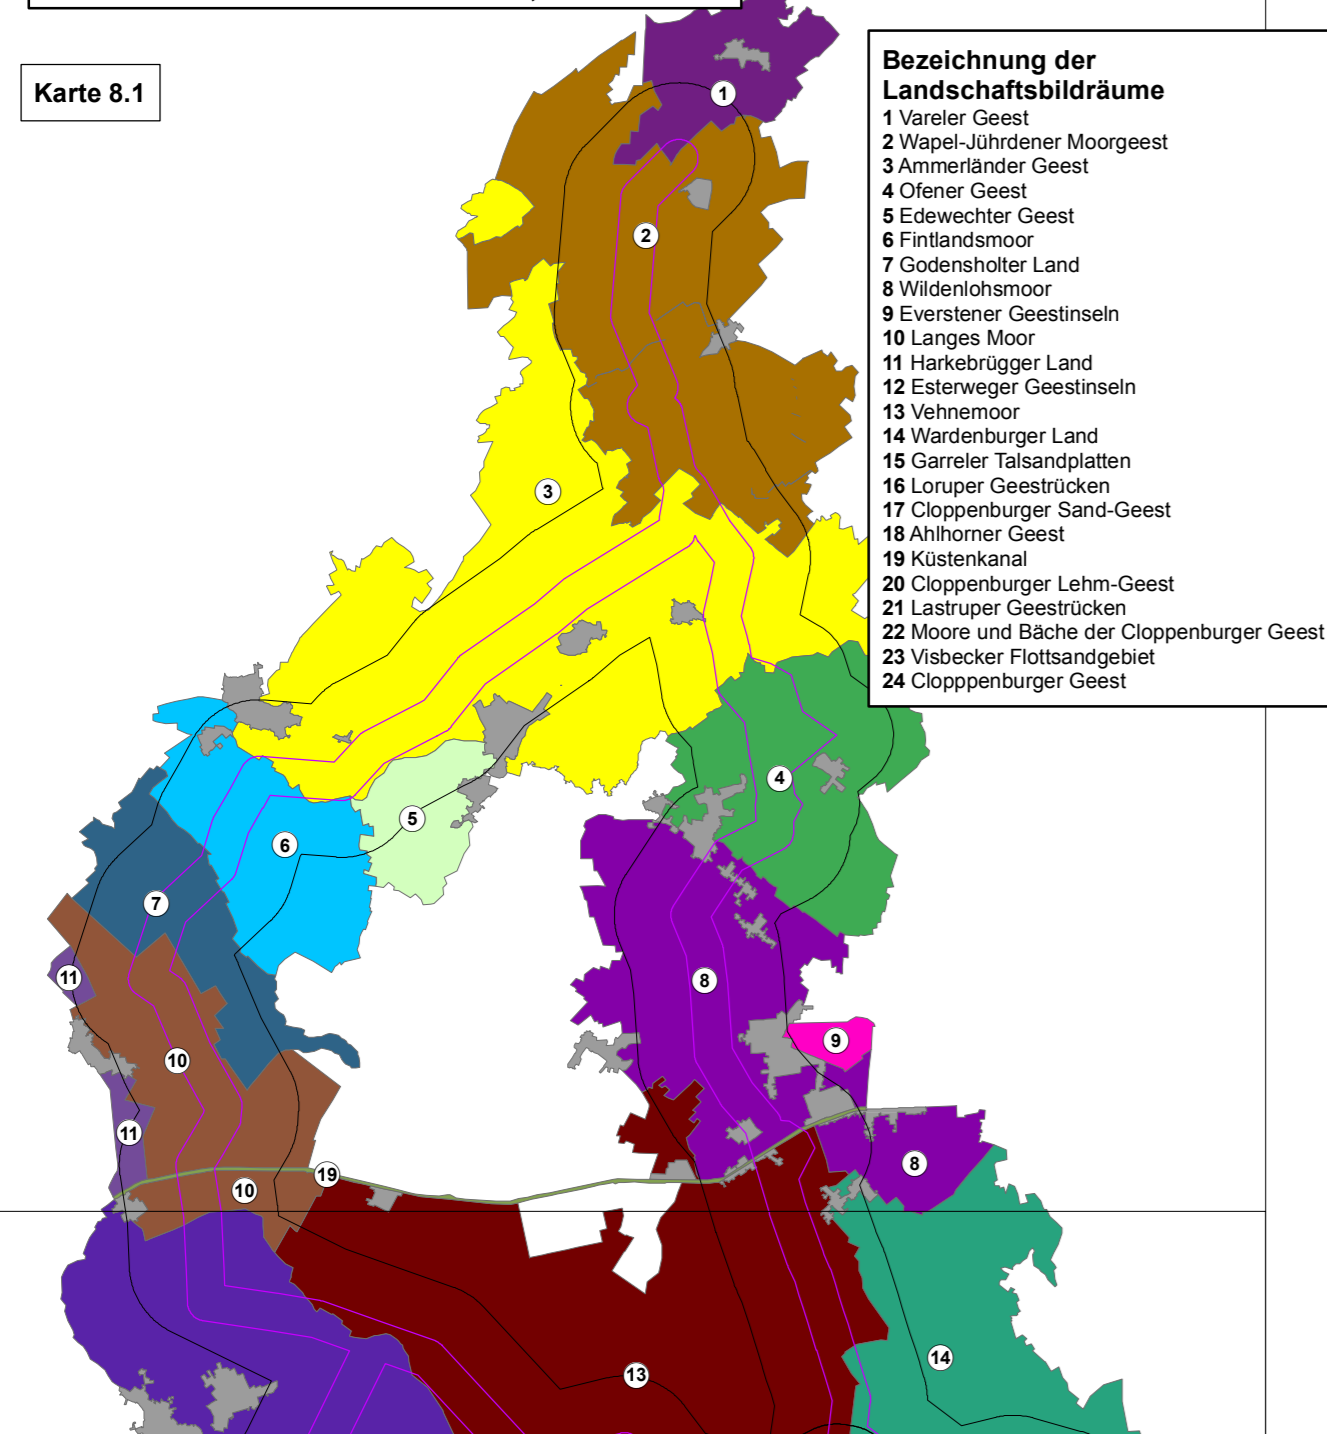 Karte 8.1
Bezeichnung der
Landschaftsbildräume
1 Vareler Geest
2 Wapel-Jührdener Moorgeest
3 Ammerländer Geest
4 Ofener Geest
5 Edewechter Geest
6 Fintlandsmoor
7 Godensholter Land
8 Wildenlohsmoor
9 Everstener Geestinseln
10 Langes Moor
11 Harkebrügger Land
12 Esterweger Geestinseln
13 Vehnemoor
14 Wardenburger Land
15 Garreler Talsandplatten
16 Loruper Geestrücken
17 Cloppenburger Sand-Geest
18 Ahlhorner Geest
19 Küstenkanal
20 Cloppenburger Lehm-Geest
21 Lastruper Geestrücken
22 Moore und Bäche der Cloppenburger Geest
23 Visbecker Flottsandgebiet
24 Clopppenburger Geest
1
2
3
4
5
6
7
8
11
9
10
11
8
19
10
14
13